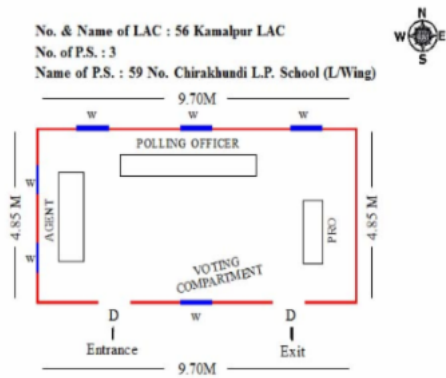 No. & Name of LAC : 56 Kamalpur LAC
No. of P.S. : 3
Name of P.S. : 59 No. Chirakhundi L.P. School (L/Wing)
N
W E
S
9.70M
w w w
POLLING OFFICER
w
AGENT
4.85 M
4.85 M
PRO
w
VOTING
COMPARTMENT
D w D
Entrance Exit
9.70M